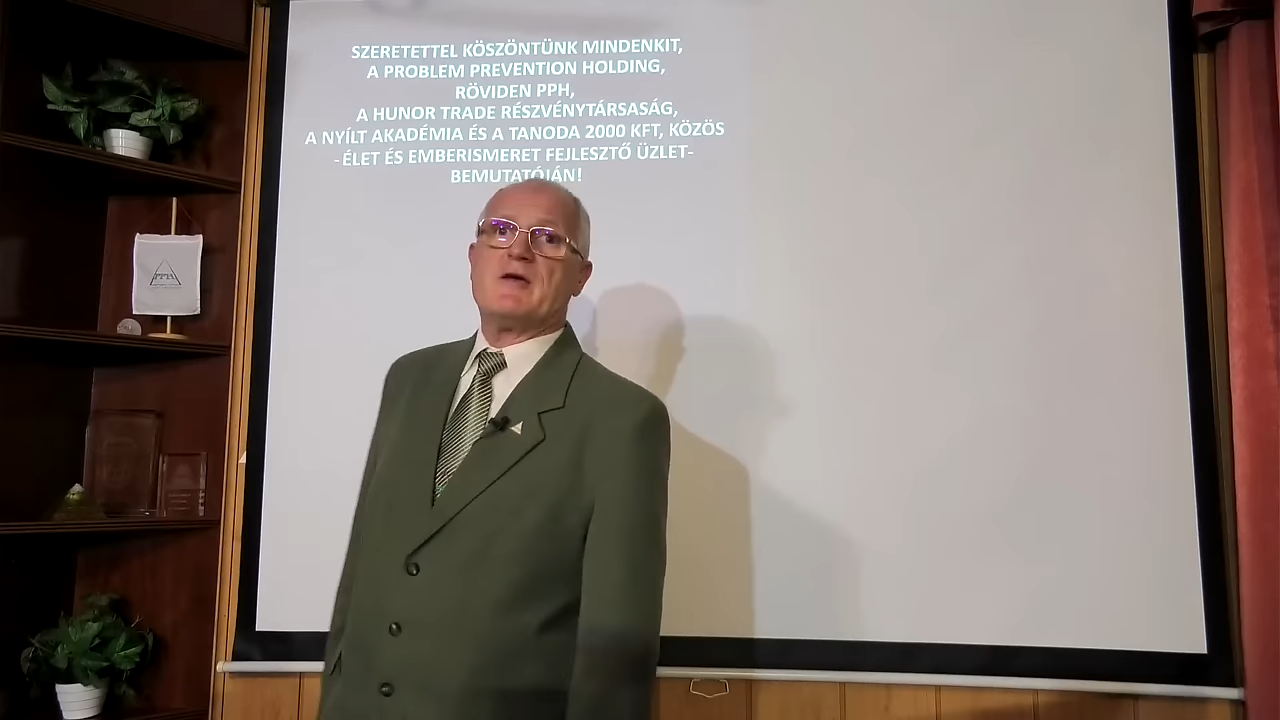 SZERETETTEL KÖSZÖNTÜNK MINDENKIT,
A PROBLEM PREVENTION HOLDING,
RÖVIDEN PPH,
A HUNOR TRADE RÉSZVÉNYTÁRSASÁG,
A NYÍLT AKADÉMIA ÉS A TANODA 2000 KFT, KÖZÖS
-ÉLET ÉS EMBERISMERET FEJLESZTŐ ÜZLET-
BEMUTATÓJÁN!